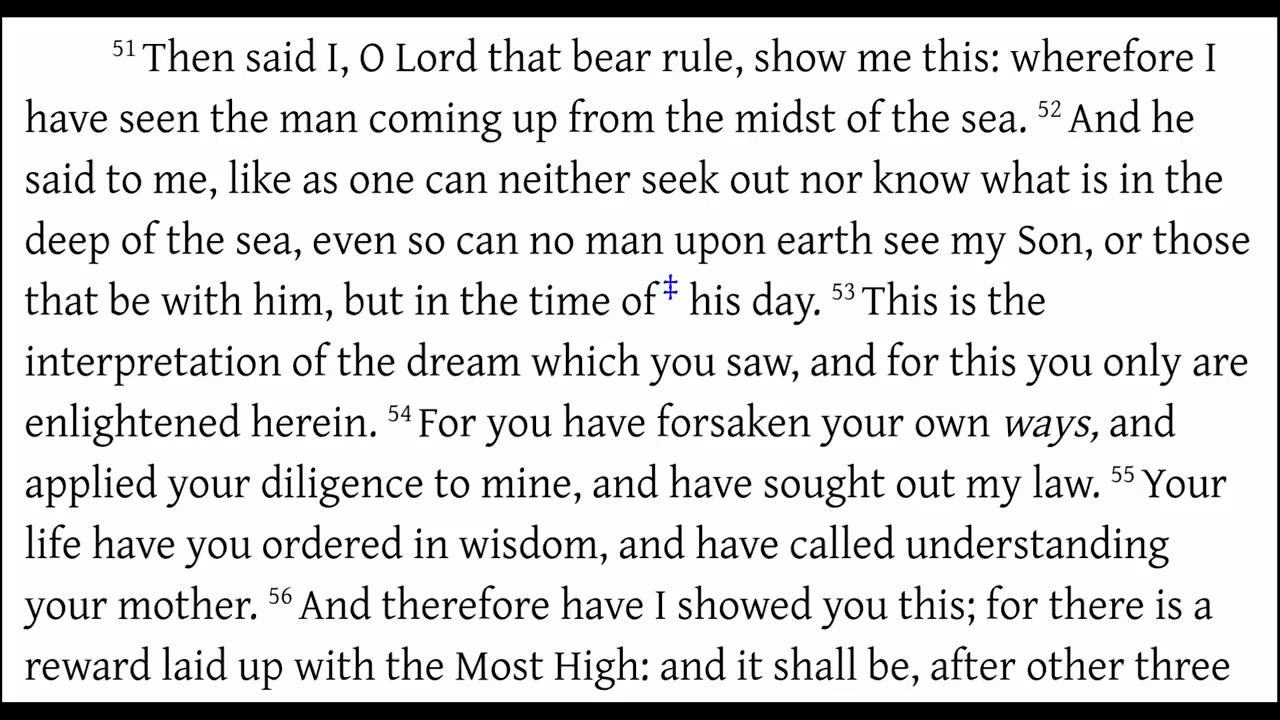 51 Then said I, O Lord that bear rule, show me this: wherefore I
have seen the man coming up from the midst of the sea. 52 And he
said to me, like as one can neither seek out nor know what is in the
deep of the sea, even so can no man upon earth see my Son, or those
that be with him, but in the time of‡ his day. 53 This is the
interpretation of the dream which you saw, and for this you only are
enlightened herein. 54 For you have forsaken your own ways, and
applied your diligence to mine, and have sought out my law. 55 Your
life have you ordered in wisdom, and have called understanding
your mother. 56 And therefore have I showed you this; for there is a
reward laid up with the Most High: and it shall be, after other three